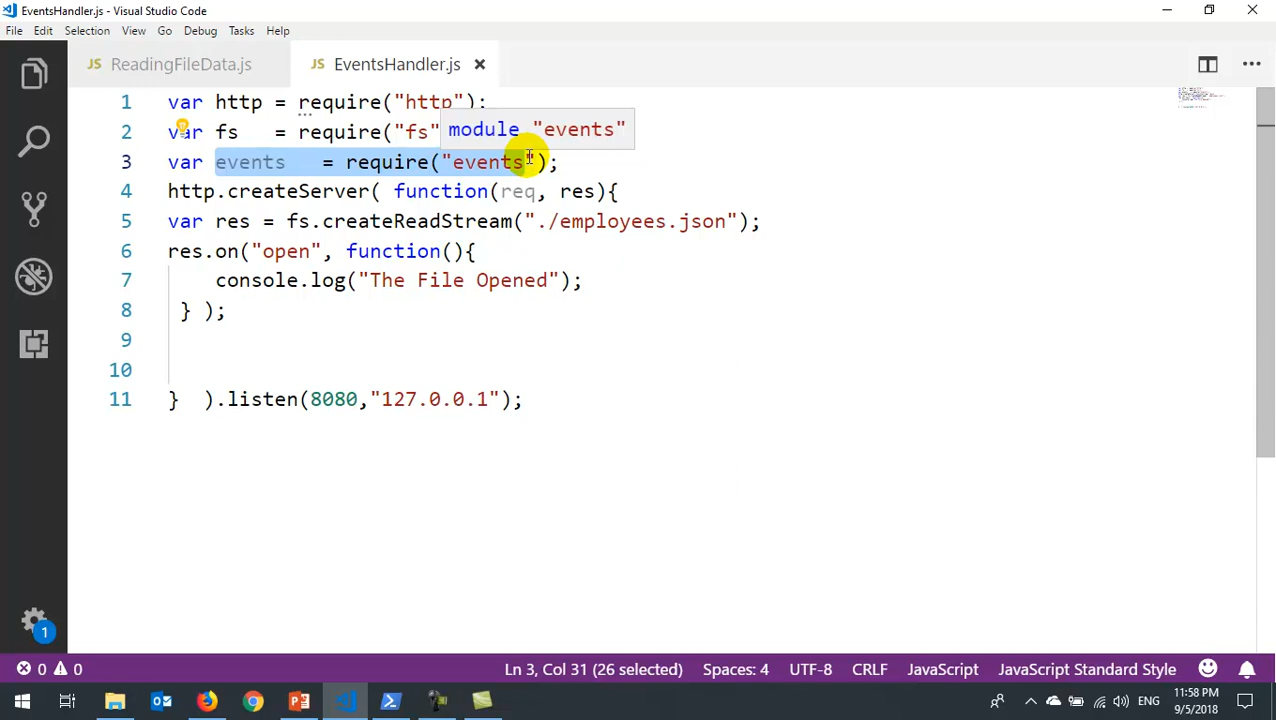 EventsHandler.js - Visual Studio Code
File Edit Selection View Go Debug Tasks Help
JS ReadingFileData.js JS EventsHandler.js
1 var http = require("http");
2 var fs = require("fs"
module "events"
3 var events = require("events");
4 http.createServer( function(req, res){
5 var res = fs.createReadStream("./employees.json");
6 res.on("open", function(){
7 console.log("The File Opened");
8 } );
9
10
11 } ).listen(8080,"127.0.0.1");
1
0 0 Ln 3, Col 31 (26 selected) Spaces: 4 UTF-8 CRLF JavaScript JavaScript Standard Style
ENG 11:58 PM
9/5/2018